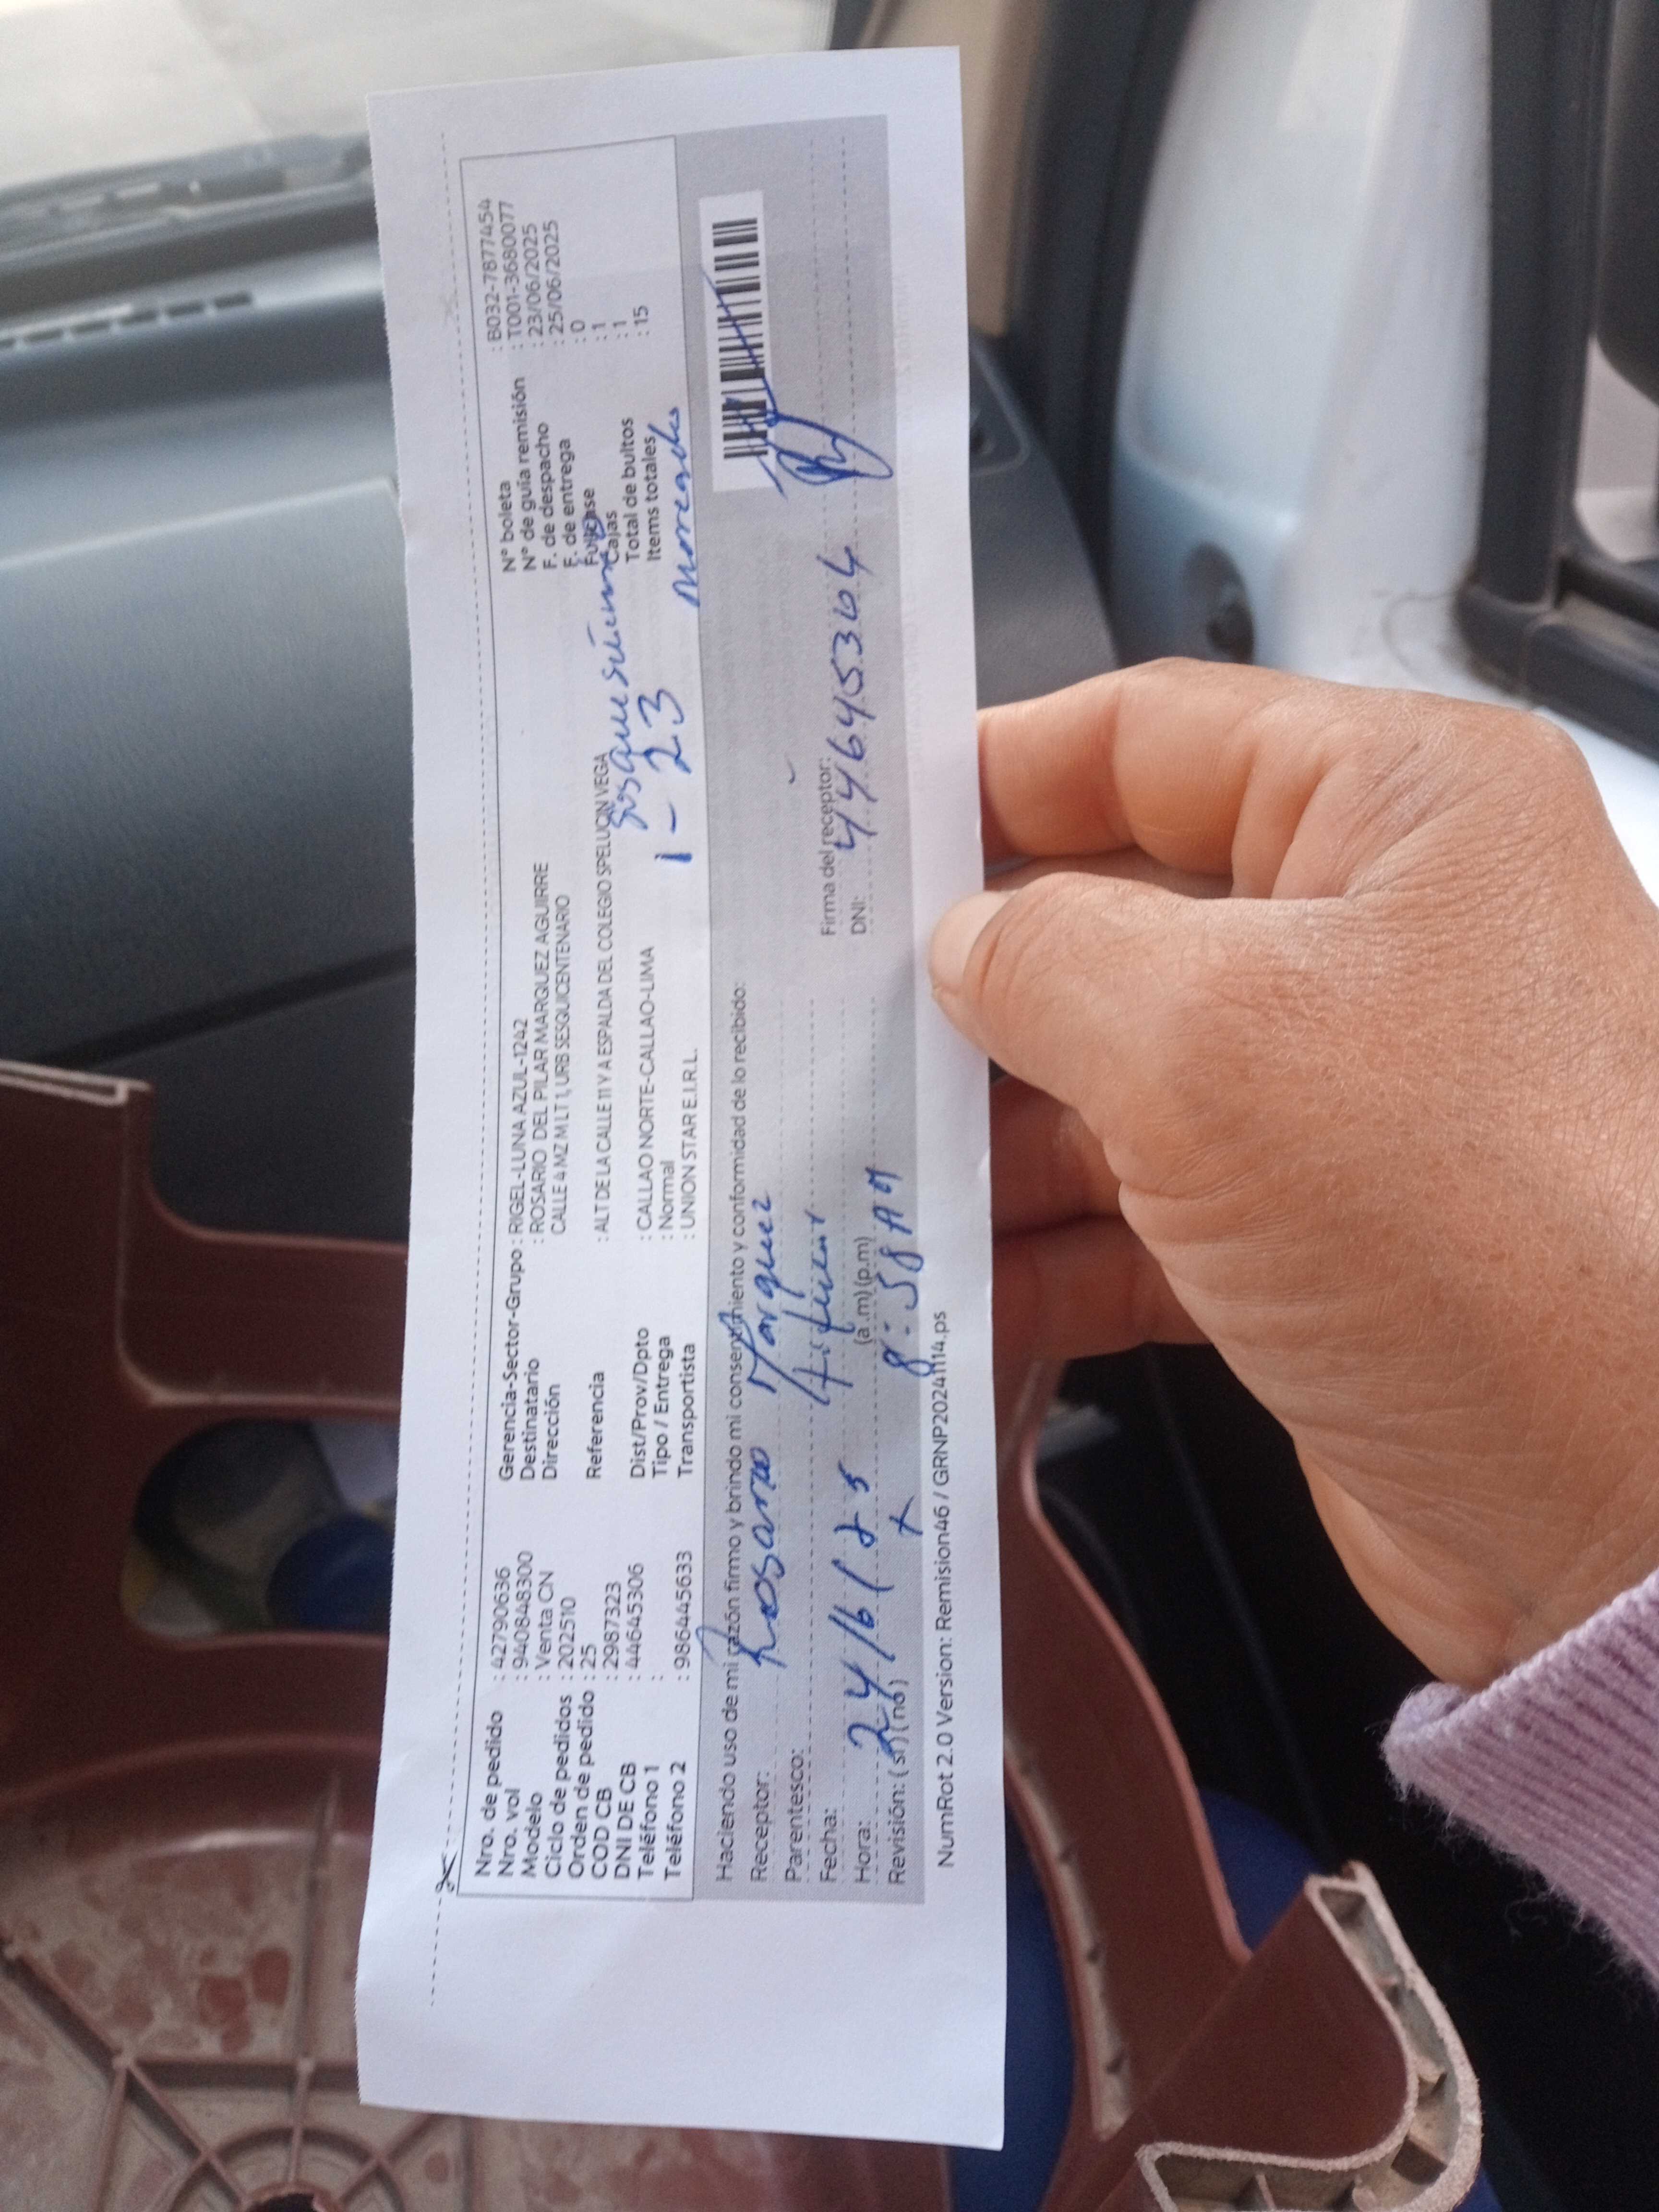 Nro. de pedido : 42790636
Nro. vol : 940848300
Modelo : Venta CN
Ciclo de pedidos : 202510
Orden de pedido : 25
COD CB : 2987323
DNI DE CB : 44645306
Teléfono 1 :
Teléfono 2 : 986445633
Gerencia-Sector-Grupo : RIGEL-LUNA AZUL-1242
Destinatario : ROSARIO DEL PILAR MARQUEZ AGUIRRE
Dirección CALLE 4 MZ M LT 1, URB SESQUICENTENARIO
Referencia : ALT DE LA CALLE 11 Y A ESPALDA DEL COLEGIO SPELUCIN VEGA
Dist/Prov/Dpto : CALLAO NORTE-CALLAO-LIMA
Tipo / Entrega : Normal
Transportista : UNION STAR E.I.R.L.
N° boleta : B032-7877454
N° de guía remisión : T001-3680077
F. de despacho : 23/06/2025
F. de entrega : 25/06/2025
: 0
Cajas : 1
Total de bultos : 1
Items totales : 15
1 - 23
Haciendo uso de mi razón firmo y brindo mi consentimiento y conformidad de lo recibido:
Receptor: Rosario Marquez
Parentesco:
Fecha: 24/6/25
Hora: (a.m) (p.m) 8:58 AM
Revisión: ( si ) ( no )
Firma del receptor:
DNI: 44645306
NumRot 2.0 Version: Remision46 / GRNP20241114.ps